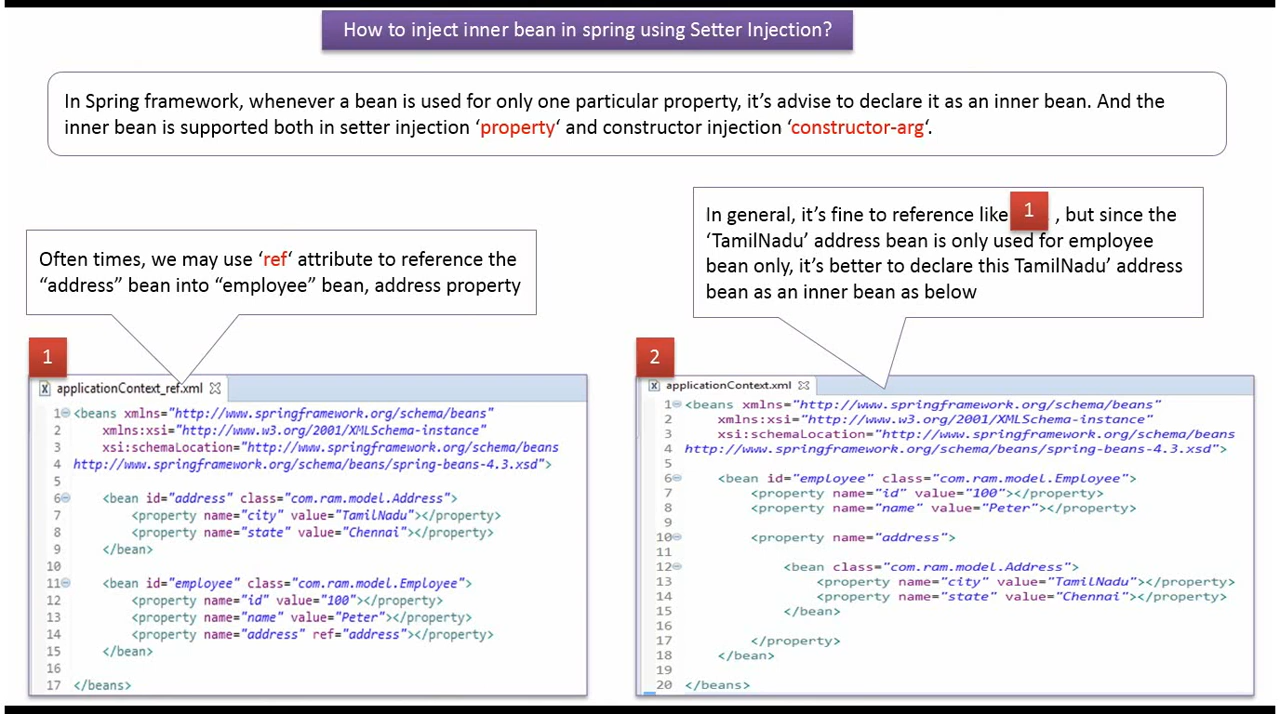 How to inject inner bean in spring using Setter Injection?
In Spring framework, whenever a bean is used for only one particular property, it’s advise to declare it as an inner bean. And the
inner bean is supported both in setter injection ‘property‘ and constructor injection ‘constructor-arg‘.
Often times, we may use ‘ref‘ attribute to reference the
“address” bean into “employee” bean, address property
1
applicationContext_ref.xml
1 <beans xmlns="http://www.springframework.org/schema/beans"
2 xmlns:xsi="http://www.w3.org/2001/XMLSchema-instance"
3 xsi:schemaLocation="http://www.springframework.org/schema/beans
4 http://www.springframework.org/schema/beans/spring-beans-4.3.xsd">
5
6 <bean id="address" class="com.ram.model.Address">
7 <property name="city" value="TamilNadu"></property>
8 <property name="state" value="Chennai"></property>
9 </bean>
10
11 <bean id="employee" class="com.ram.model.Employee">
12 <property name="id" value="100"></property>
13 <property name="name" value="Peter"></property>
14 <property name="address" ref="address"></property>
15 </bean>
16
17 </beans>
In general, it’s fine to reference like 1 , but since the
‘TamilNadu’ address bean is only used for employee
bean only, it’s better to declare this TamilNadu’ address
bean as an inner bean as below
2
applicationContext.xml
1 <beans xmlns="http://www.springframework.org/schema/beans"
2 xmlns:xsi="http://www.w3.org/2001/XMLSchema-instance"
3 xsi:schemaLocation="http://www.springframework.org/schema/beans
4 http://www.springframework.org/schema/beans/spring-beans-4.3.xsd">
5
6 <bean id="employee" class="com.ram.model.Employee">
7 <property name="id" value="100"></property>
8 <property name="name" value="Peter"></property>
9
10 <property name="address">
11
12 <bean class="com.ram.model.Address">
13 <property name="city" value="TamilNadu"></property>
14 <property name="state" value="Chennai"></property>
15 </bean>
16
17 </property>
18 </bean>
19
20 </beans>